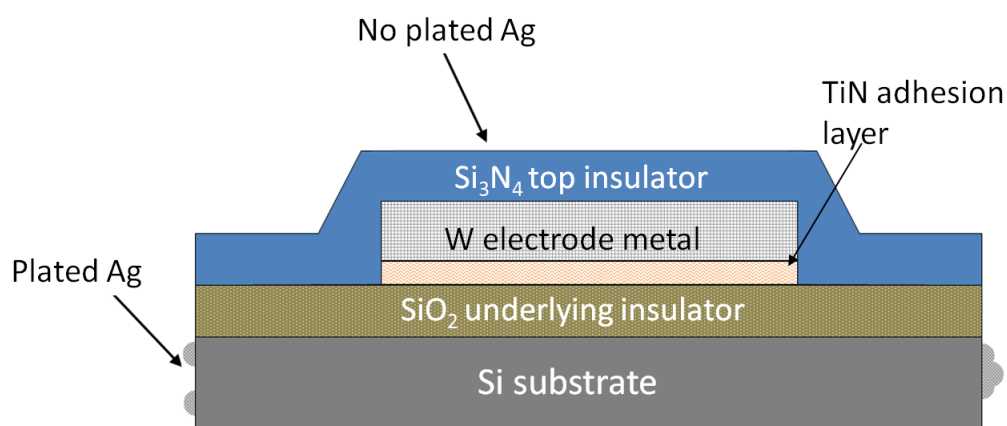 No plated Ag
TiN adhesion
layer
Si₃N₄ top insulator
W electrode metal
Plated Ag
SiO₂ underlying insulator
Si substrate